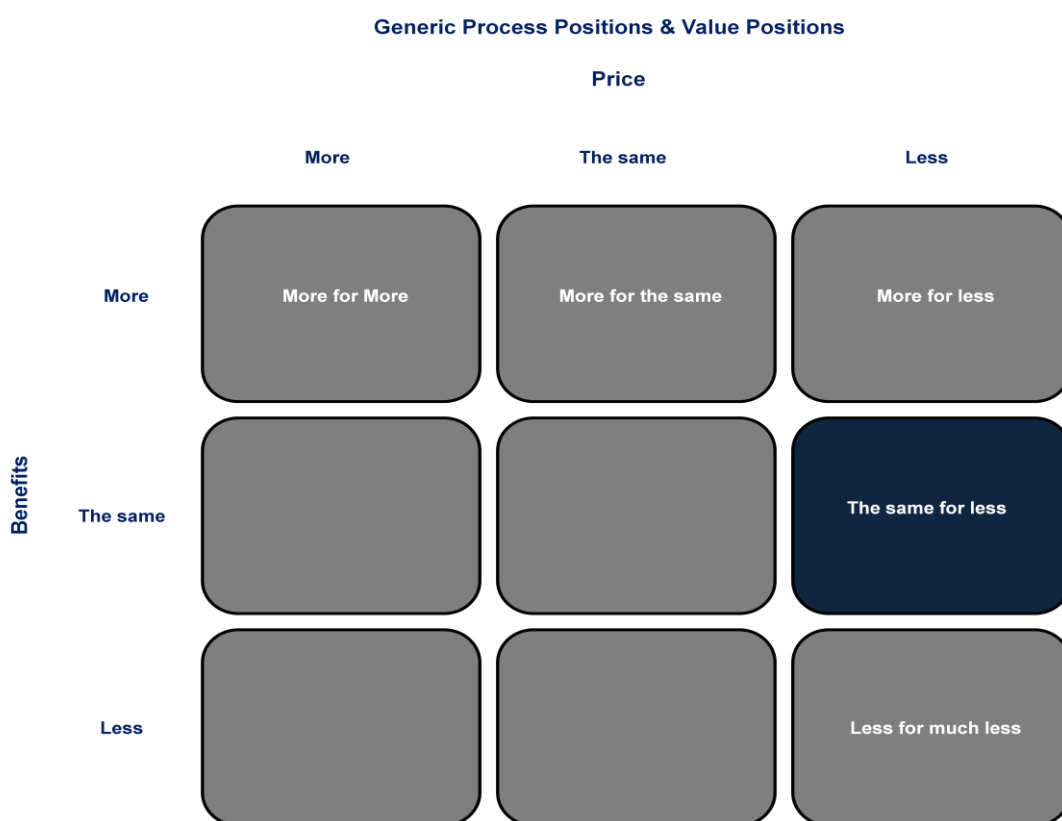 Generic Process Positions & Value Positions
Price
More
The same
Less
More
More for More
More for the same
More for less
Benefits
The same
The same for less
Less
Less for much less